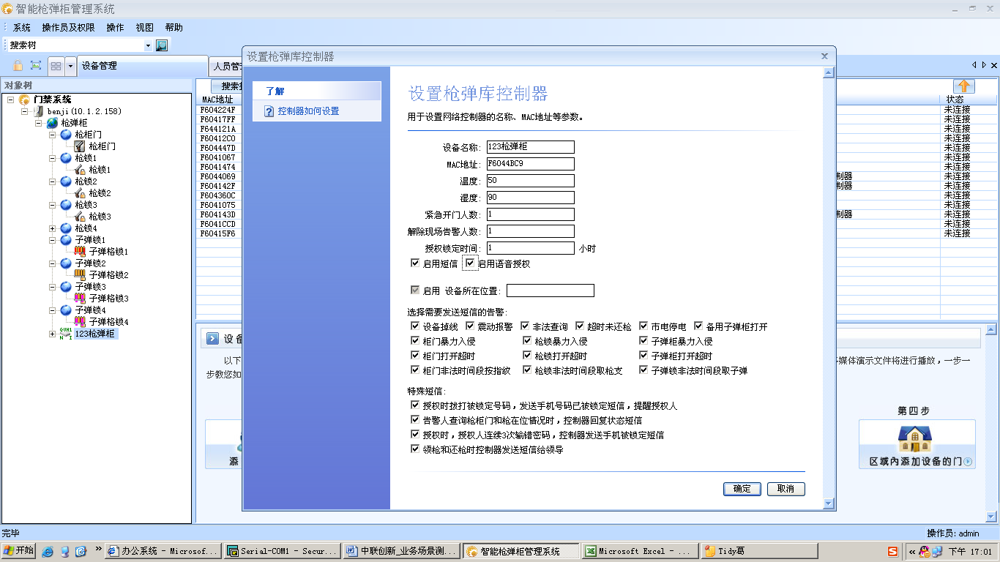 智能枪弹柜管理系统
系统 操作员及权限 操作 视图 帮助
搜索树
设备管理
人员管
对象树
门禁系统
benji(10.1.2.158)
枪弹柜
枪柜门
枪柜门
枪锁1
枪锁1
枪锁2
枪锁2
枪锁3
枪锁3
枪锁4
子弹锁1
子弹格锁1
子弹锁2
子弹格锁2
子弹锁3
子弹格锁3
子弹锁4
子弹格锁4
123枪弹柜
搜索
MAC地址
F604224F
F60417FF
F644121A
F60412C0
F604447D
F6041067
F6041474
F6044069
F604142F
F604360C
F6041075
F604143D
F6041CCD
F60415F6
设置枪弹库控制器
了解
控制器如何设置
设置枪弹库控制器
用于设置网络控制器的名称、MAC地址等参数。
设备名称: 123枪弹柜
MAC地址: F6044BC9
温度: 50
湿度: 90
紧急开门人数: 1
解除现场告警人数: 1
授权锁定时间: 1 小时
启用短信 启用语音授权
启用 设备所在位置:
选择需要发送短信的告警:
设备掉线 震动报警 非法查询 超时未还枪 市电停电 备用子弹柜打开
柜门暴力入侵 枪锁暴力入侵 子弹柜暴力入侵
柜门打开超时 枪锁打开超时 子弹柜打开超时
柜门非法时间段按指纹 枪锁非法时间段取枪支 子弹锁非法时间段取子弹
特殊短信:
授权时拨打被锁定号码，发送手机号码已被锁定短信，提醒授权人
告警人查询枪柜门和枪在位情况时，控制器回复状态短信
授权时，授权人连续3次输错密码，控制器发送手机被锁定短信
领枪和还枪时控制器发送短信给领导
确定 取消
状态
未连接
未连接
未连接
未连接
未连接
未连接
未连接
制器 未连接
制器 未连接
未连接
未连接
制器 未连接
未连接
未连接
设备
以下
步教您如
媒体演示文件将进行播放，一步一
添
第四步
区域内添加设备的门
完毕
操作员: admin
开始
办公系统 - Microsof...
Serial-COM1 - Secur...
中联创新_业务场景测...
智能枪弹柜管理系统
Microsoft Excel - ...
Tidy葛
下午 17:01